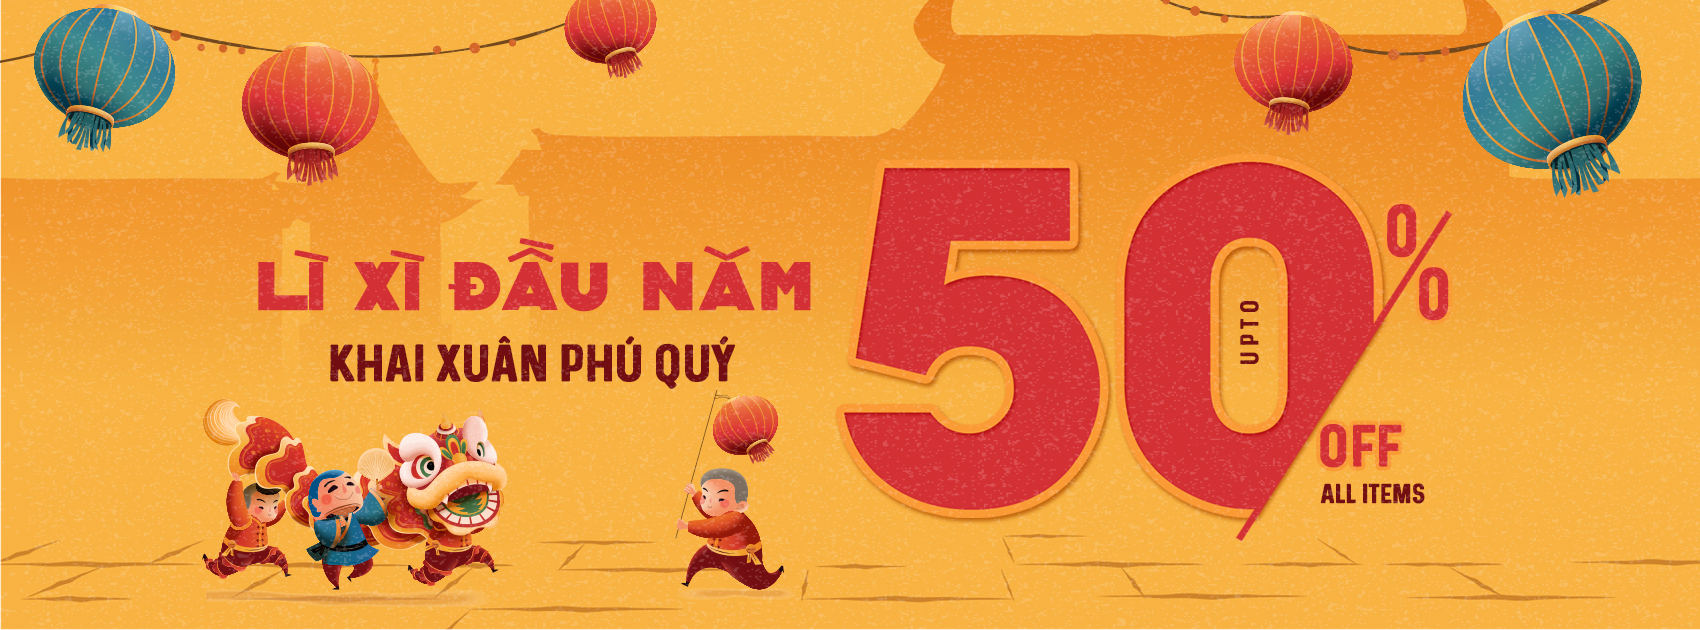 LÌ XÌ ĐẦU NĂM
KHAI XUÂN PHÚ QUÝ
UPTO
50%
OFF
ALL ITEMS